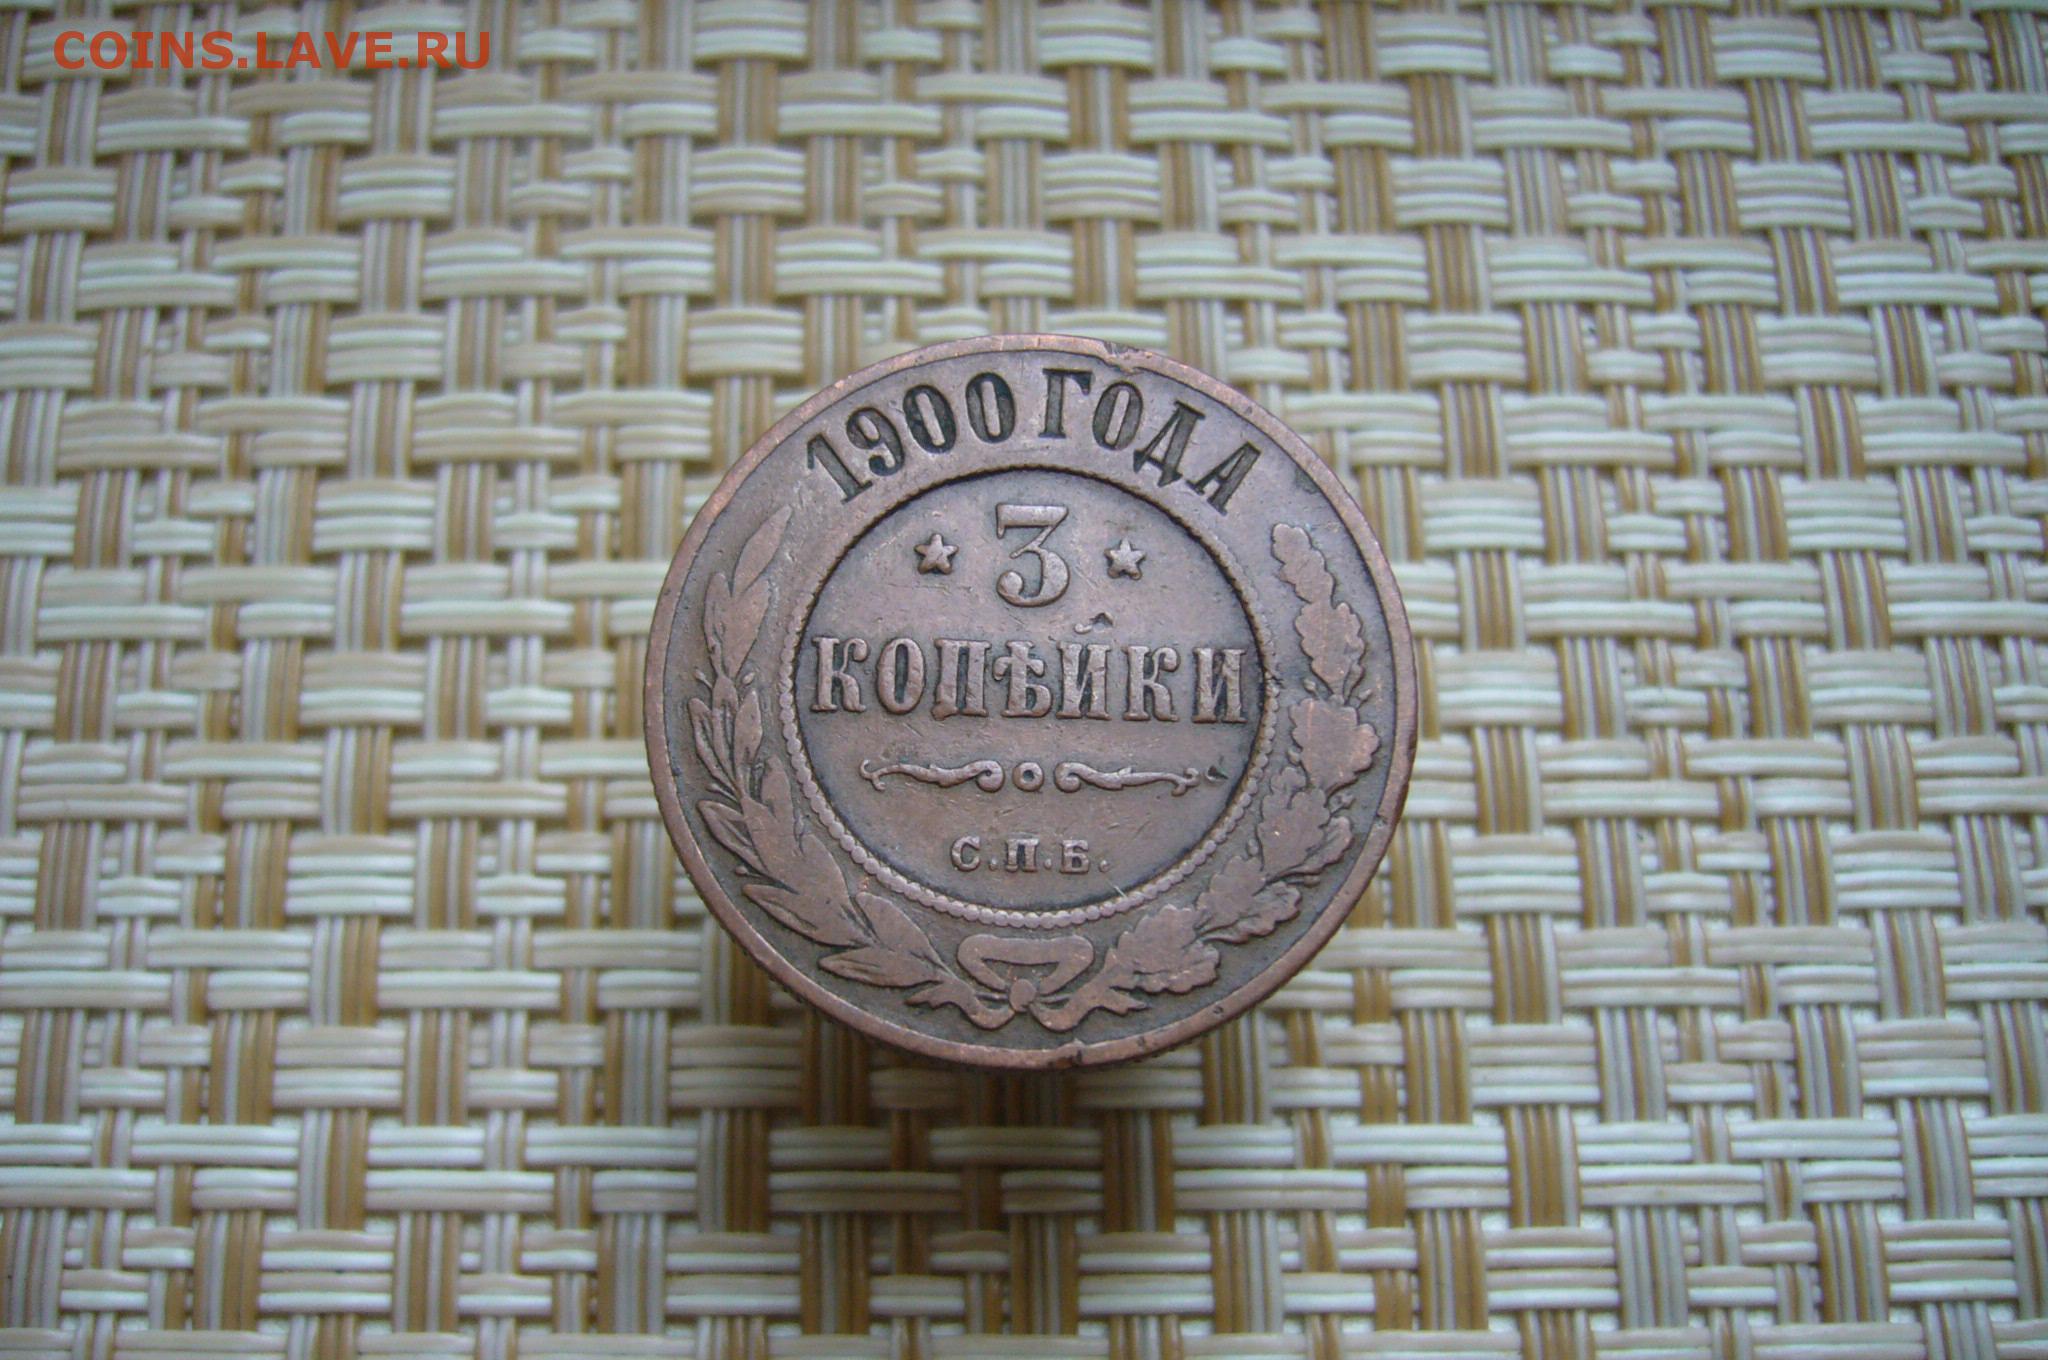 COINS.LAVE.RU
1900 ГОДА
3
КОПѢЙКИ
С.П.Б.